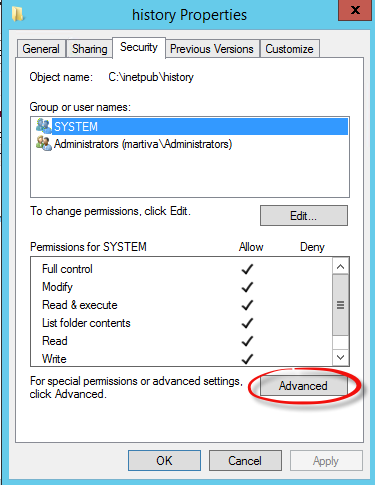 history Properties
x
General Sharing Security Previous Versions Customize
Object name: C:\inetpub\history
Group or user names:
SYSTEM
Administrators (martiva\Administrators)
To change permissions, click Edit.
Edit...
Permissions for SYSTEM Allow Deny
Full control
Modify
Read & execute
List folder contents
Read
Write
For special permissions or advanced settings,
click Advanced.
Advanced
OK Cancel Apply